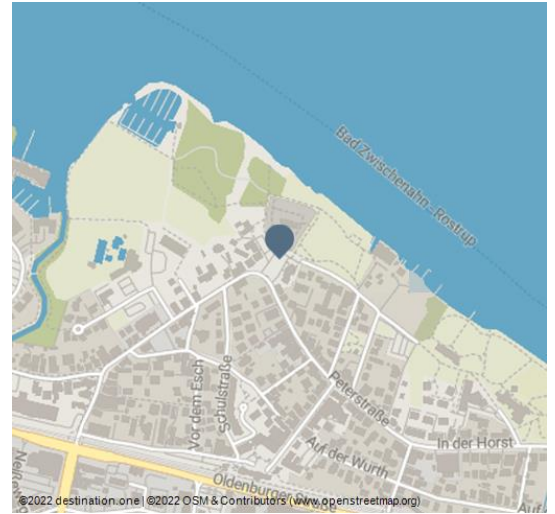 Bad Zwischenahn - Rostrup
Vor dem Esch
Schulstraße
Peterstraße
In der Horst
Auf der Wurth
Oldenburger Straße
©2022 destination.one | ©2022 OSM & Contributors (www.openstreetmap.org)